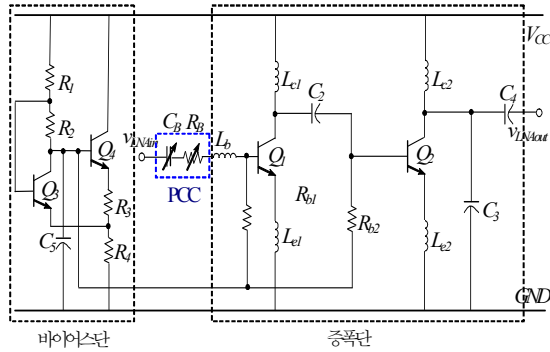 V_CC
R_1
L_c1
L_c2
C_2
C_4
R_2
v_LNAin
C_B
R_B
L_b
v_LNAout
Q_4
Q_1
Q_2
Q_3
PCC
R_b1
R_3
C_3
R_b2
C_5
R_4
L_e1
L_e2
GND
바이어스단
증폭단